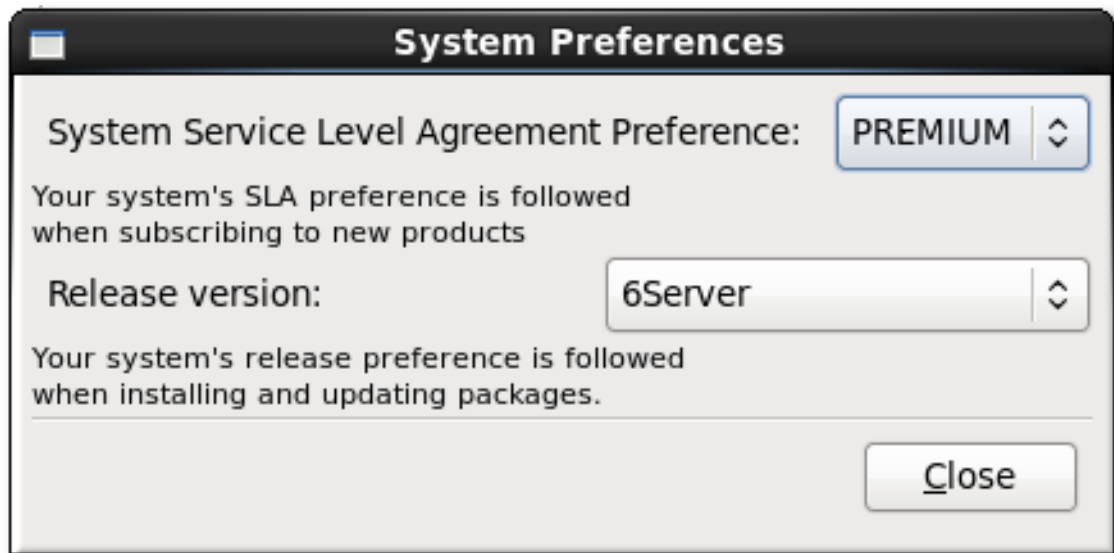 System Preferences
System Service Level Agreement Preference: PREMIUM
Your system's SLA preference is followed
when subscribing to new products
Release version: 6Server
Your system's release preference is followed
when installing and updating packages.
Close